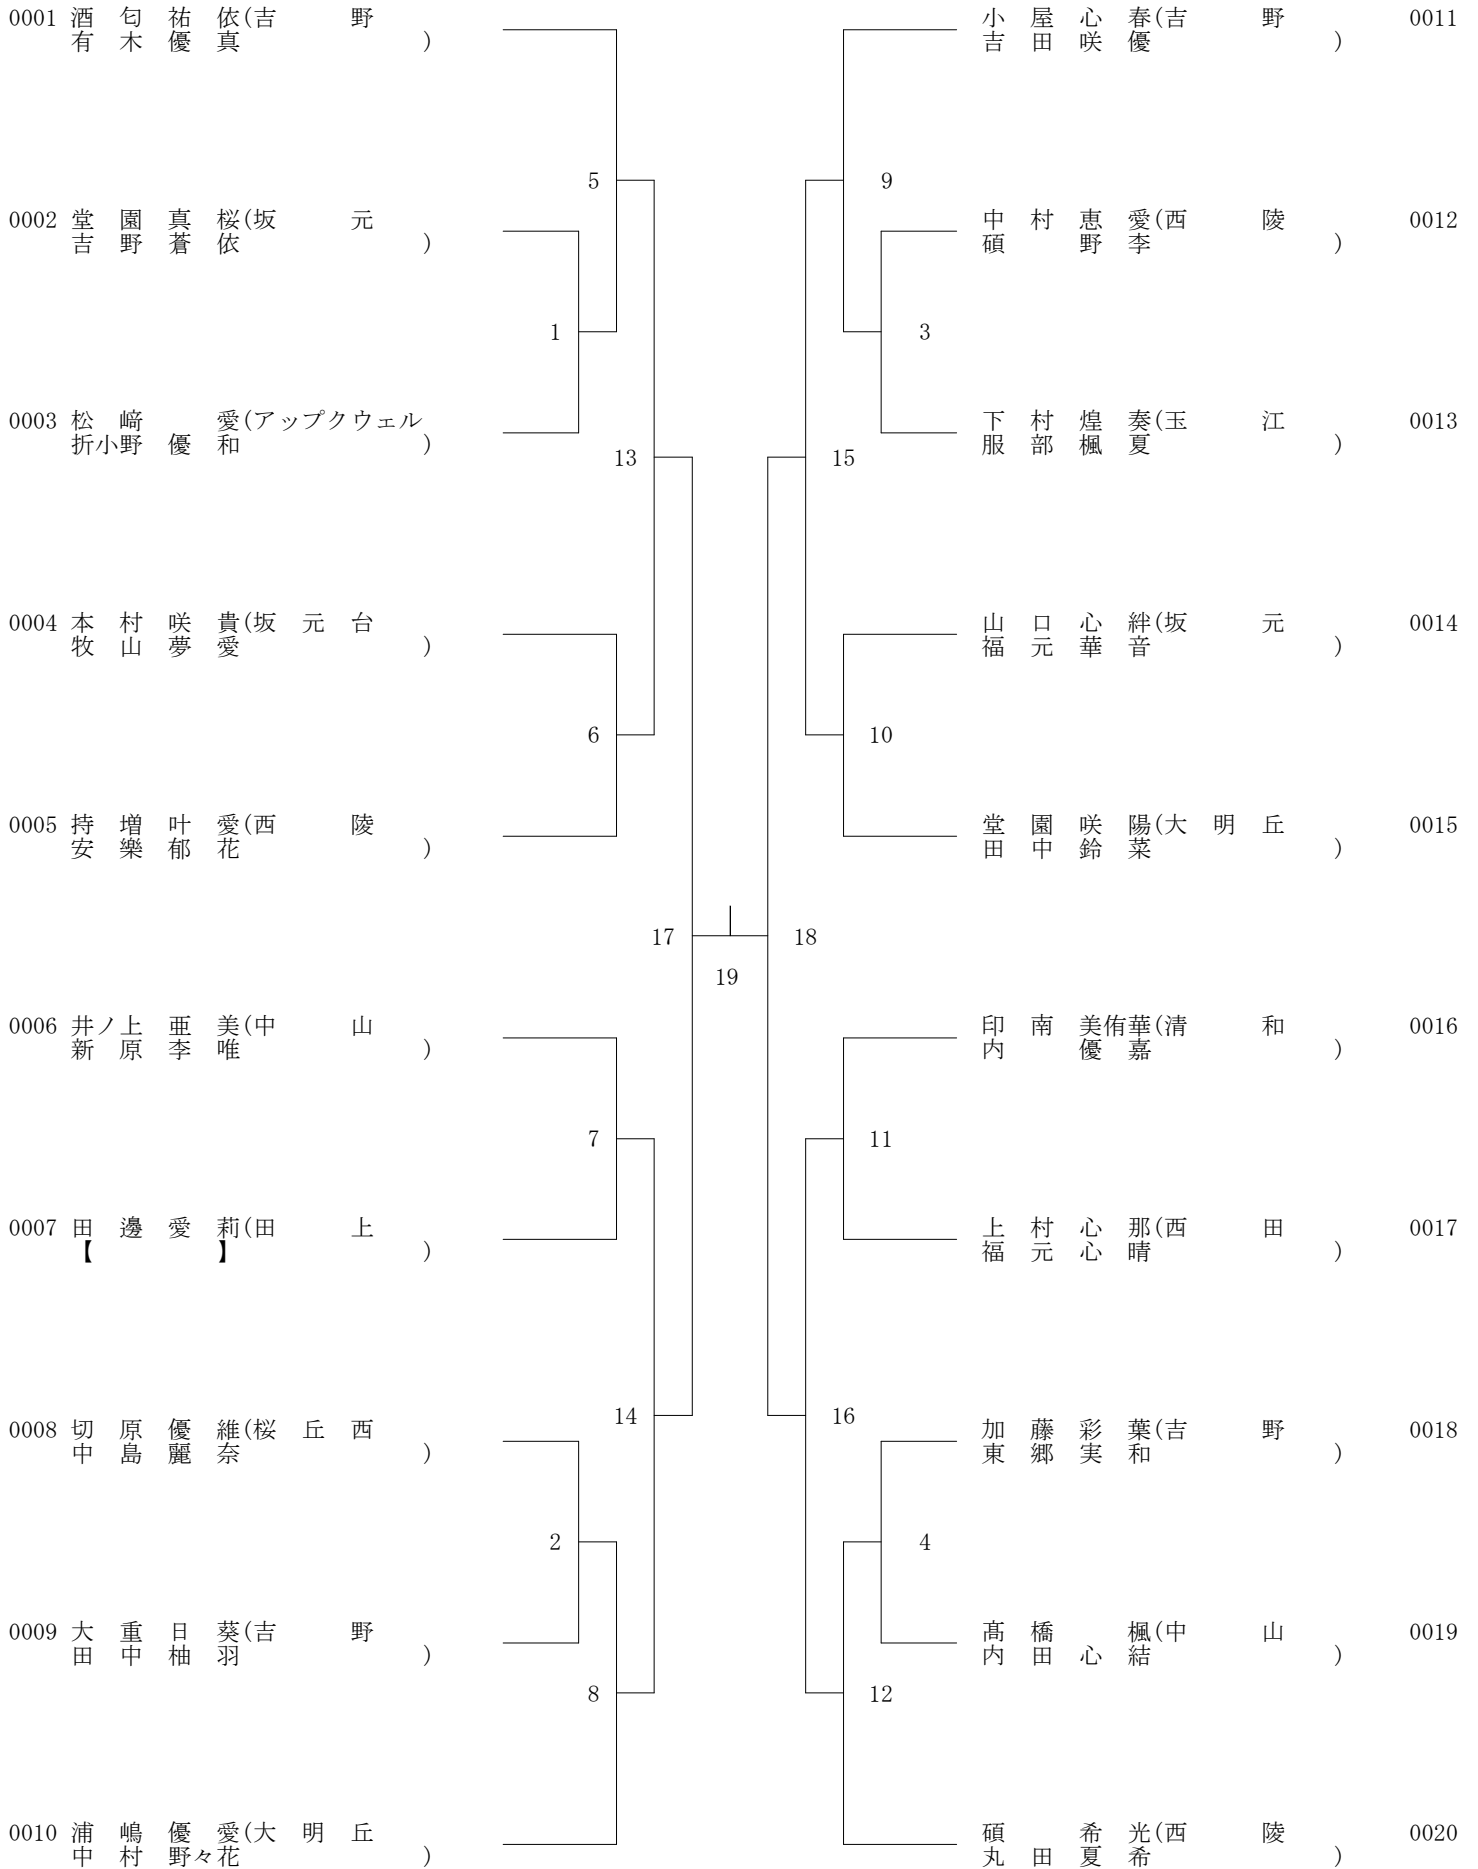 0001 酒 匂 祐 依(吉 野
有 木 優 真 )
0002 堂 園 真 桜(坂 元
吉 野 蒼 依 )
0003 松 﨑 愛(アップクウェル
折小野 優 和 )
0004 本 村 咲 貴(坂 元 台
牧 山 夢 愛 )
0005 持 増 叶 愛(西 陵
安 樂 郁 花 )
0006 井ノ上 亜 美(中 山
新 原 李 唯 )
0007 田 邊 愛 莉(田 上
【 】 )
0008 切 原 優 維(桜 丘 西
中 島 麗 奈 )
0009 大 重 日 葵(吉 野
田 中 柚 羽 )
0010 浦 嶋 優 愛(大 明 丘
中 村 野々花 )
5
1
13
6
17
7
14
2
8
19
9
3
15
10
18
11
16
4
12
小 屋 心 春(吉 野 0011
吉 田 咲 優 )
中 村 恵 愛(西 陵 0012
碩 野 李 )
下 村 煌 奏(玉 江 0013
服 部 楓 夏 )
山 口 心 絆(坂 元 0014
福 元 華 音 )
堂 園 咲 陽(大 明 丘 0015
田 中 鈴 菜 )
印 南 美侑華(清 和 0016
内 優 嘉 )
上 村 心 那(西 田 0017
福 元 心 晴 )
加 藤 彩 葉(吉 野 0018
東 郷 実 和 )
髙 橋 楓(中 山 0019
内 田 心 結 )
碩 希 光(西 陵 0020
丸 田 夏 希 )